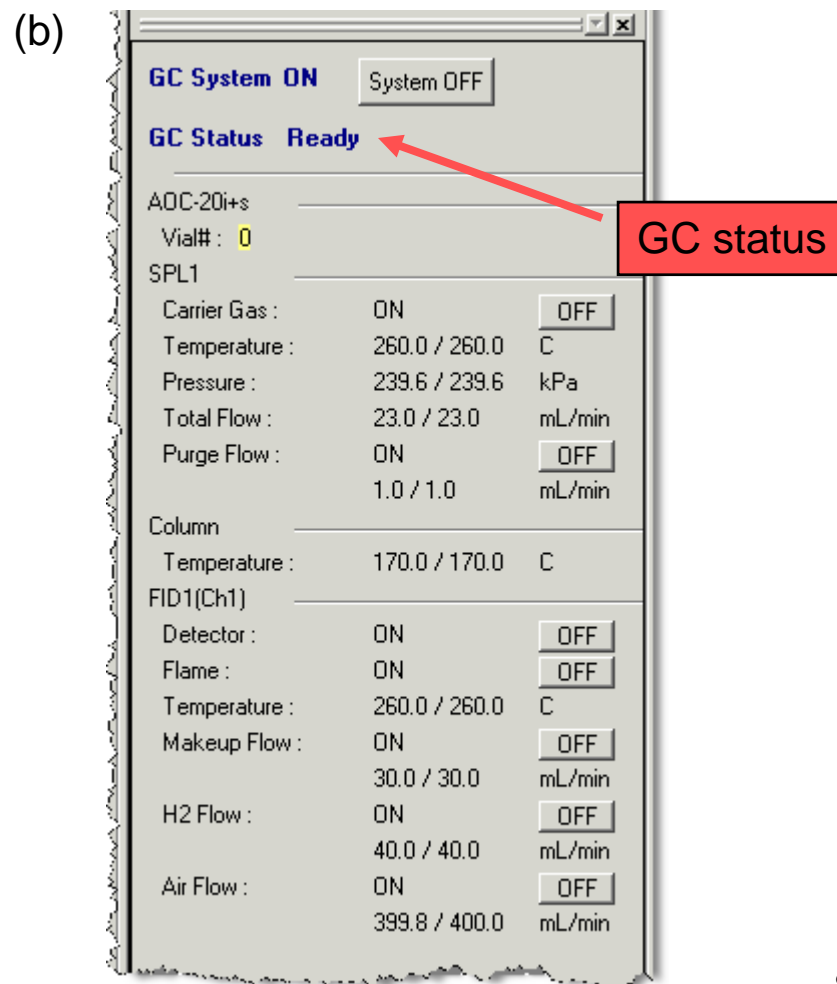 (b)
GC System ON System OFF
GC Status Ready
GC status
AOC-20i+s
Vial# : 0
SPL1
Carrier Gas : ON OFF
Temperature : 260.0 / 260.0 C
Pressure : 239.6 / 239.6 kPa
Total Flow : 23.0 / 23.0 mL/min
Purge Flow : ON OFF
1.0 / 1.0 mL/min
Column
Temperature : 170.0 / 170.0 C
FID1(Ch1)
Detector : ON OFF
Flame : ON OFF
Temperature : 260.0 / 260.0 C
Makeup Flow : ON OFF
30.0 / 30.0 mL/min
H2 Flow : ON OFF
40.0 / 40.0 mL/min
Air Flow : ON OFF
399.8 / 400.0 mL/min